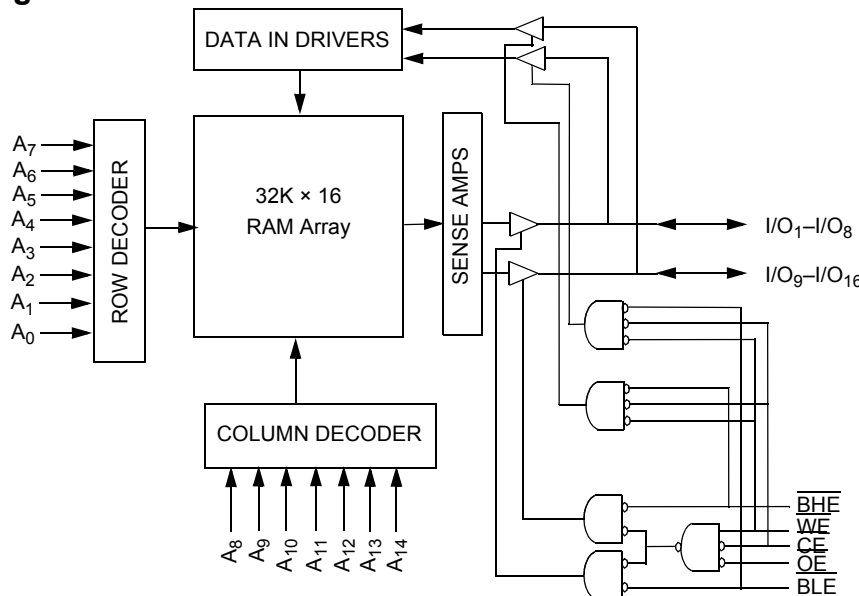 DATA IN DRIVERS
A7
A6
A5
A4
A3
A2
A1
A0
ROW DECODER
32K × 16
RAM Array
SENSE AMPS
I/O1–I/O8
I/O9–I/O16
COLUMN DECODER
A8
A9
A10
A11
A12
A13
A14
BHE
WE
CE
OE
BLE